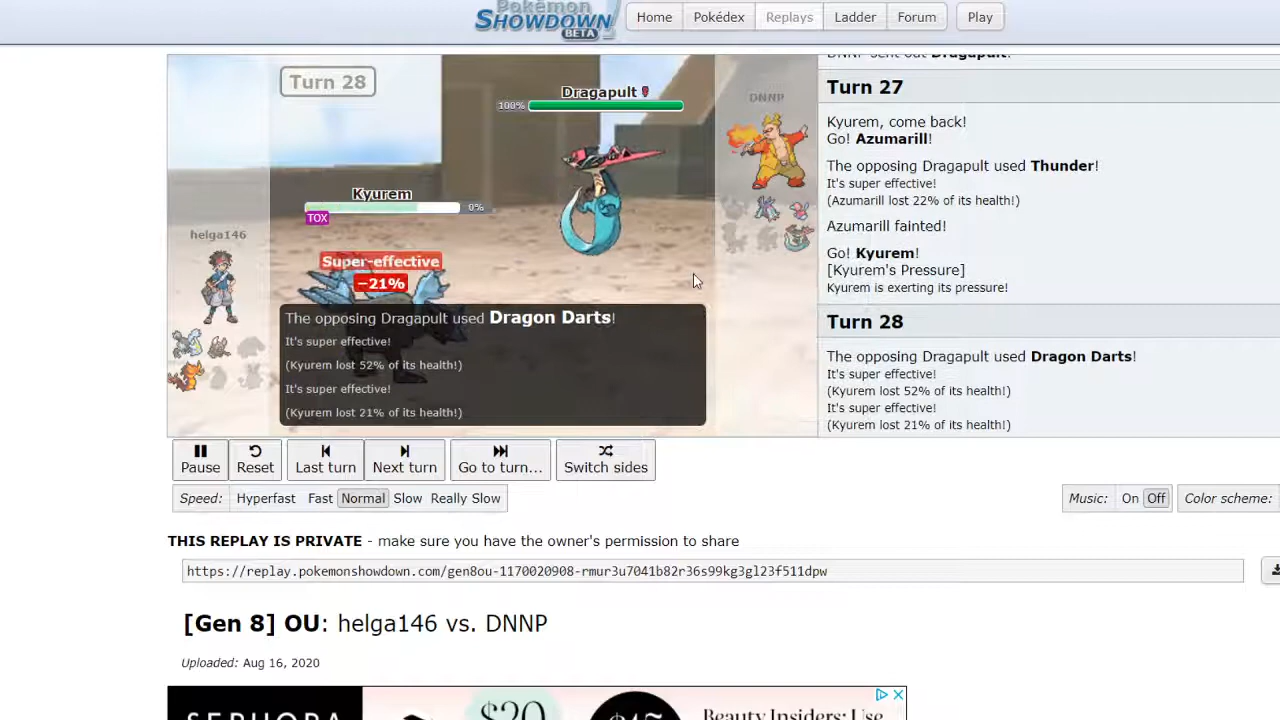 Pokémon
SHOWDOWN
BETA
Home
Pokédex
Replays
Ladder
Forum
Play
Turn 28
Dragapult
100%
DNNP
Kyurem
0%
TOX
helga146
Super-effective
−21%
The opposing Dragapult used Dragon Darts!
It's super effective!
(Kyurem lost 52% of its health!)
It's super effective!
(Kyurem lost 21% of its health!)
DNNP sent out Dragapult!
Turn 27
Kyurem, come back!
Go! Azumarill!
The opposing Dragapult used Thunder!
It's super effective!
(Azumarill lost 22% of its health!)
Azumarill fainted!
Go! Kyurem!
[Kyurem's Pressure]
Kyurem is exerting its pressure!
Turn 28
The opposing Dragapult used Dragon Darts!
It's super effective!
(Kyurem lost 52% of its health!)
It's super effective!
(Kyurem lost 21% of its health!)
Pause
Reset
Last turn
Next turn
Go to turn...
Switch sides
Speed: Hyperfast Fast Normal Slow Really Slow
Music: On Off
Color scheme:
THIS REPLAY IS PRIVATE - make sure you have the owner's permission to share
https://replay.pokemonshowdown.com/gen8ou-1170020908-rmur3u7041b82r36s99kg3gl23f511dpw
[Gen 8] OU: helga146 vs. DNNP
Uploaded: Aug 16, 2020
SEPHORA
$20
Beauty Insiders: Use